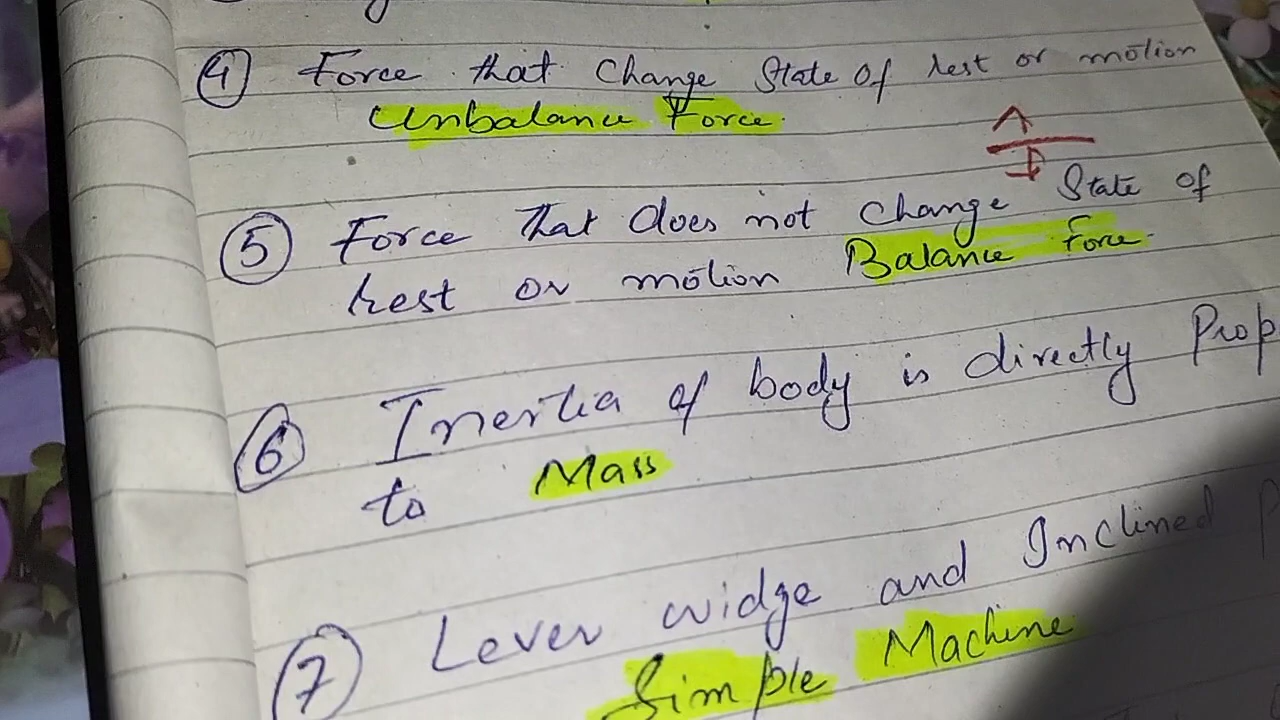 ④ Force that Change State Of rest or motion
Unbalance Force.
⑤ Force that does not change State of
rest or motion Balance Force.
⑥ Inertia of body is directly Prop
to Mass
⑦ Lever widge and Inclined
Simple Machine